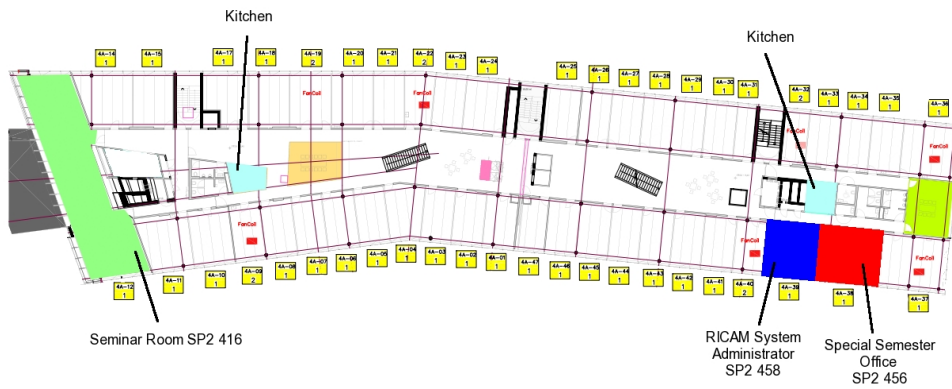 Kitchen
Kitchen
4A-14
1
4A-15
1
4A-17
1
4A-18
1
4A-19
2
4A-20
1
4A-21
1
4A-22
2
4A-23
1
4A-24
1
4A-25
1
4A-26
1
4A-27
1
4A-28
1
4A-29
1
4A-30
1
4A-31
1
4A-32
2
4A-33
1
4A-34
1
4A-35
1
4A-36
1
FanCoil
FanCoil
FanCoil
FanCoil
FanCoil
FanCoil
FanCoil
4A-12
1
4A-11
1
4A-10
1
4A-09
2
4A-08
1
4A-07
1
4A-06
1
4A-05
1
4A-04
1
4A-03
1
4A-02
1
4A-01
1
4A-47
1
4A-46
1
4A-45
1
4A-44
1
4A-43
1
4A-42
1
4A-41
1
4A-40
2
4A-39
1
4A-38
1
4A-37
1
Seminar Room SP2 416
RICAM System
Administrator
SP2 458
Special Semester
Office
SP2 456